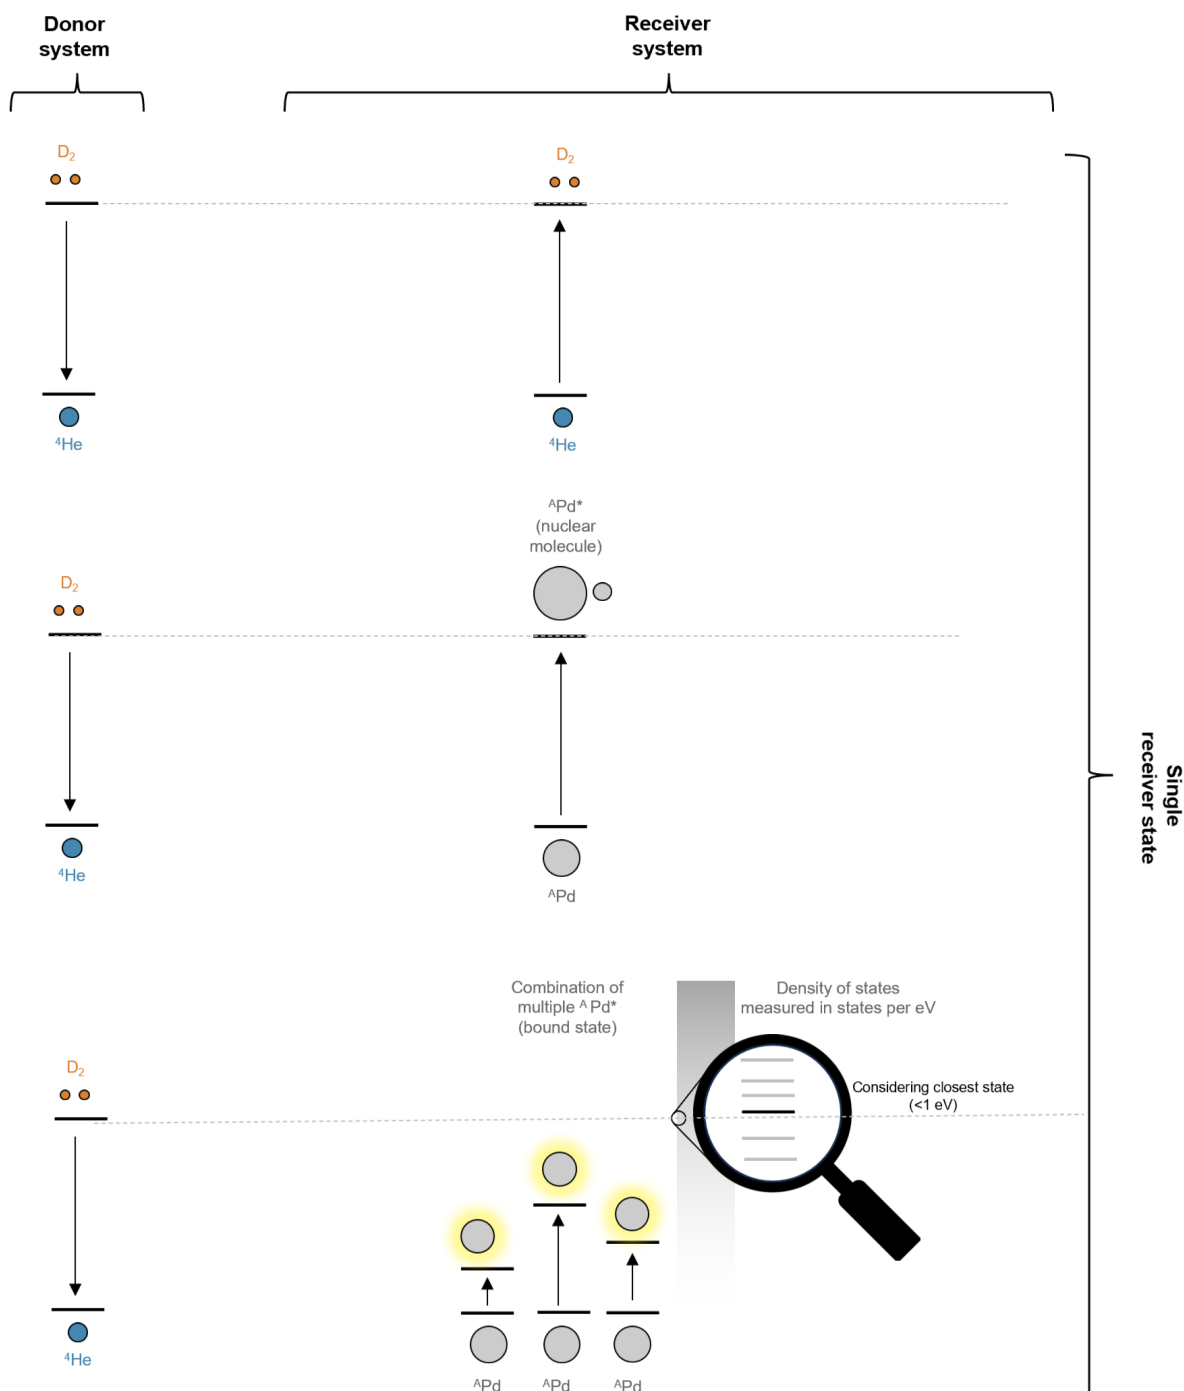 Donor
system
Receiver
system
D₂
D₂
⁴He
⁴He
ᴬPd*
(nuclear
molecule)
D₂
⁴He
ᴬPd
Single
receiver state
Combination of
multiple ᴬ Pd*
(bound state)
Density of states
measured in states per eV
D₂
Considering closest state
(<1 eV)
⁴He
ᴬPd
ᴬPd
ᴬPd